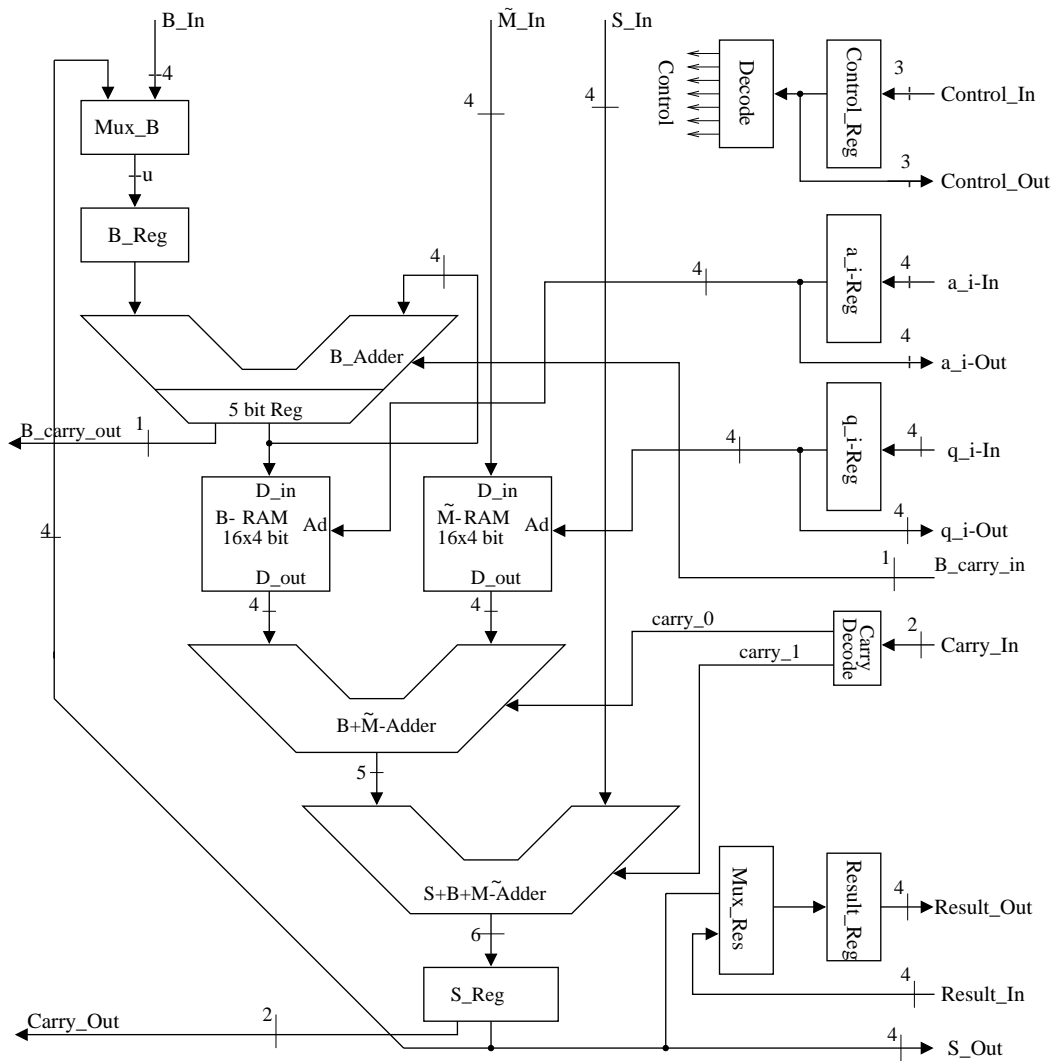 B_In
M̃_In
S_In
4
Mux_B
u
B_Reg
4
4
4
Control
Decode
Control_Reg
3
Control_In
3
Control_Out
B_Adder
5 bit Reg
B_carry_out
1
4
a_i-Reg
4
a_i-In
4
a_i-Out
4
q_i-Reg
4
q_i-In
4
q_i-Out
1
B_carry_in
D_in
B- RAM
16x4 bit
Ad
D_out
D_in
M̃-RAM
16x4 bit
Ad
D_out
4
4
4
carry_0
carry_1
Carry
Decode
2
Carry_In
B+M̃-Adder
5
S+B+M̃-Adder
6
S_Reg
Mux_Res
Result_Reg
4
Result_Out
4
Result_In
Carry_Out
2
4
S_Out